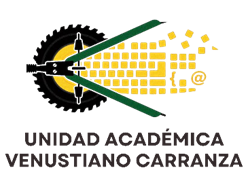 { @
UNIDAD ACADÉMICA
VENUSTIANO CARRANZA